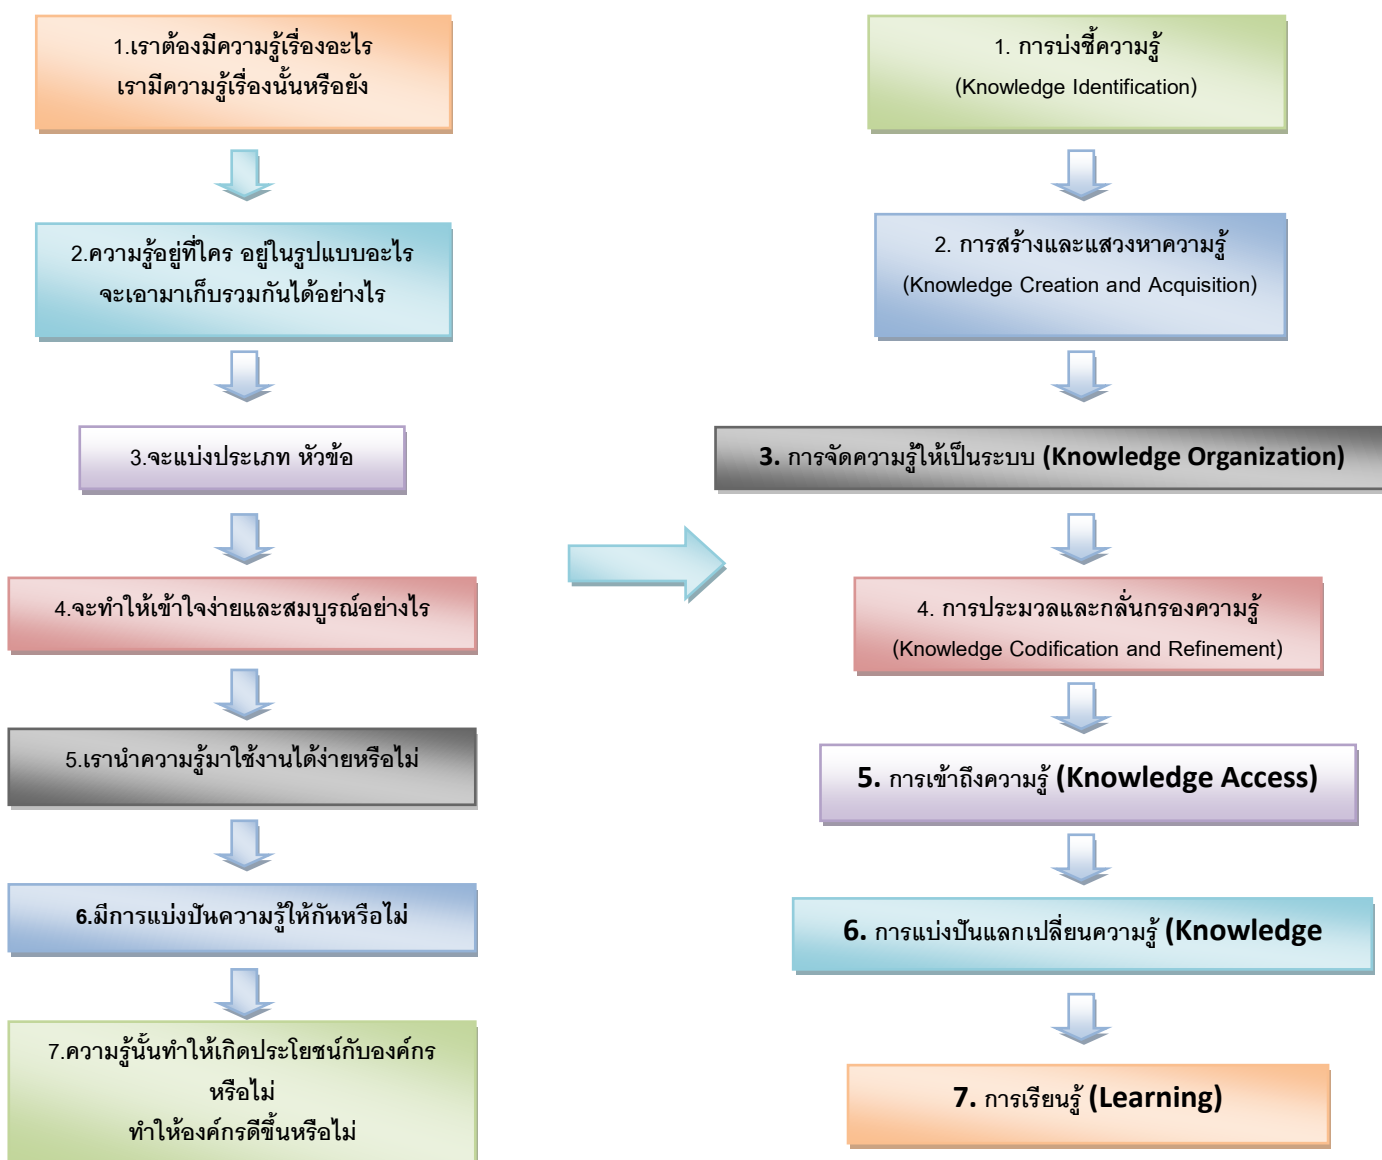 1.เราต้องมีความรู้เรื่องอะไร
เรามีความรู้เรื่องนั้นหรือยัง
2.ความรู้อยู่ที่ใคร อยู่ในรูปแบบอะไร
จะเอามาเก็บรวมกันได้อย่างไร
3.จะแบ่งประเภท หัวข้อ
4.จะทำให้เข้าใจง่ายและสมบูรณ์อย่างไร
5.เรานำความรู้มาใช้งานได้ง่ายหรือไม่
6.มีการแบ่งปันความรู้ให้กันหรือไม่
7.ความรู้นั้นทำให้เกิดประโยชน์กับองค์กร
หรือไม่
ทำให้องค์กรดีขึ้นหรือไม่
1. การบ่งชี้ความรู้
(Knowledge Identification)
2. การสร้างและแสวงหาความรู้
(Knowledge Creation and Acquisition)
3. การจัดความรู้ให้เป็นระบบ (Knowledge Organization)
4. การประมวลและกลั่นกรองความรู้
(Knowledge Codification and Refinement)
5. การเข้าถึงความรู้ (Knowledge Access)
6. การแบ่งปันแลกเปลี่ยนความรู้ (Knowledge
7. การเรียนรู้ (Learning)